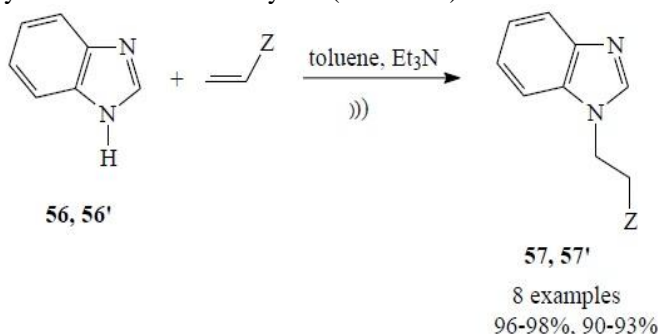 N
Z
toluene, Et₃N
N
+
N
)))
N
H
56, 56'
Z
57, 57'
8 examples
96-98%, 90-93%